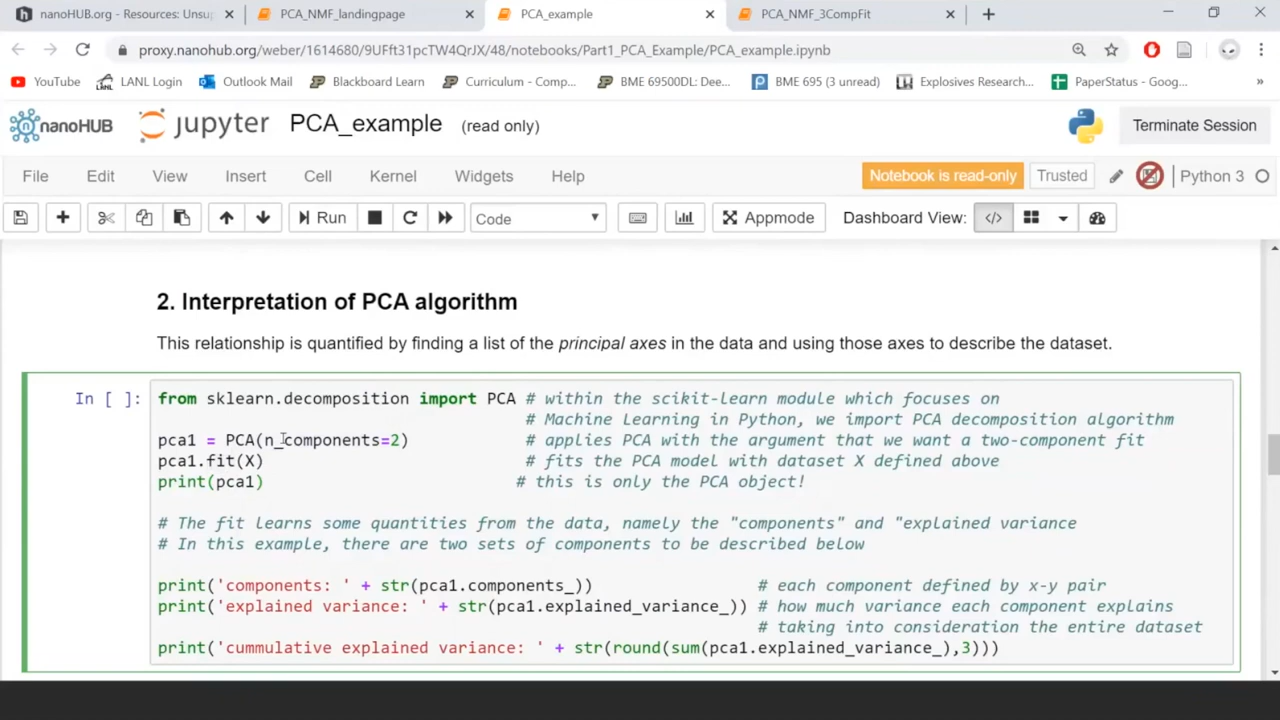 nanoHUB.org - Resources: Unsu
PCA_NMF_landingpage
PCA_example
PCA_NMF_3CompFit
proxy.nanohub.org/weber/1614680/9UFft31pcTW4QrJX/48/notebooks/Part1_PCA_Example/PCA_example.ipynb
YouTube
LANL Login
Outlook Mail
Blackboard Learn
Curriculum - Comp...
BME 69500DL: Dee...
BME 695 (3 unread)
Explosives Research...
PaperStatus - Goog...
»
nanoHUB jupyter PCA_example (read only) Terminate Session
File Edit View Insert Cell Kernel Widgets Help Notebook is read-only Trusted Python 3
Run Code Appmode Dashboard View:
2. Interpretation of PCA algorithm
This relationship is quantified by finding a list of the principal axes in the data and using those axes to describe the dataset.
In [ ]: from sklearn.decomposition import PCA # within the scikit-learn module which focuses on
# Machine Learning in Python, we import PCA decomposition algorithm
pca1 = PCA(n_components=2) # applies PCA with the argument that we want a two-component fit
pca1.fit(X) # fits the PCA model with dataset X defined above
print(pca1) # this is only the PCA object!
# The fit learns some quantities from the data, namely the "components" and "explained variance
# In this example, there are two sets of components to be described below
print('components: ' + str(pca1.components_)) # each component defined by x-y pair
print('explained variance: ' + str(pca1.explained_variance_)) # how much variance each component explains
# taking into consideration the entire dataset
print('cummulative explained variance: ' + str(round(sum(pca1.explained_variance_),3)))